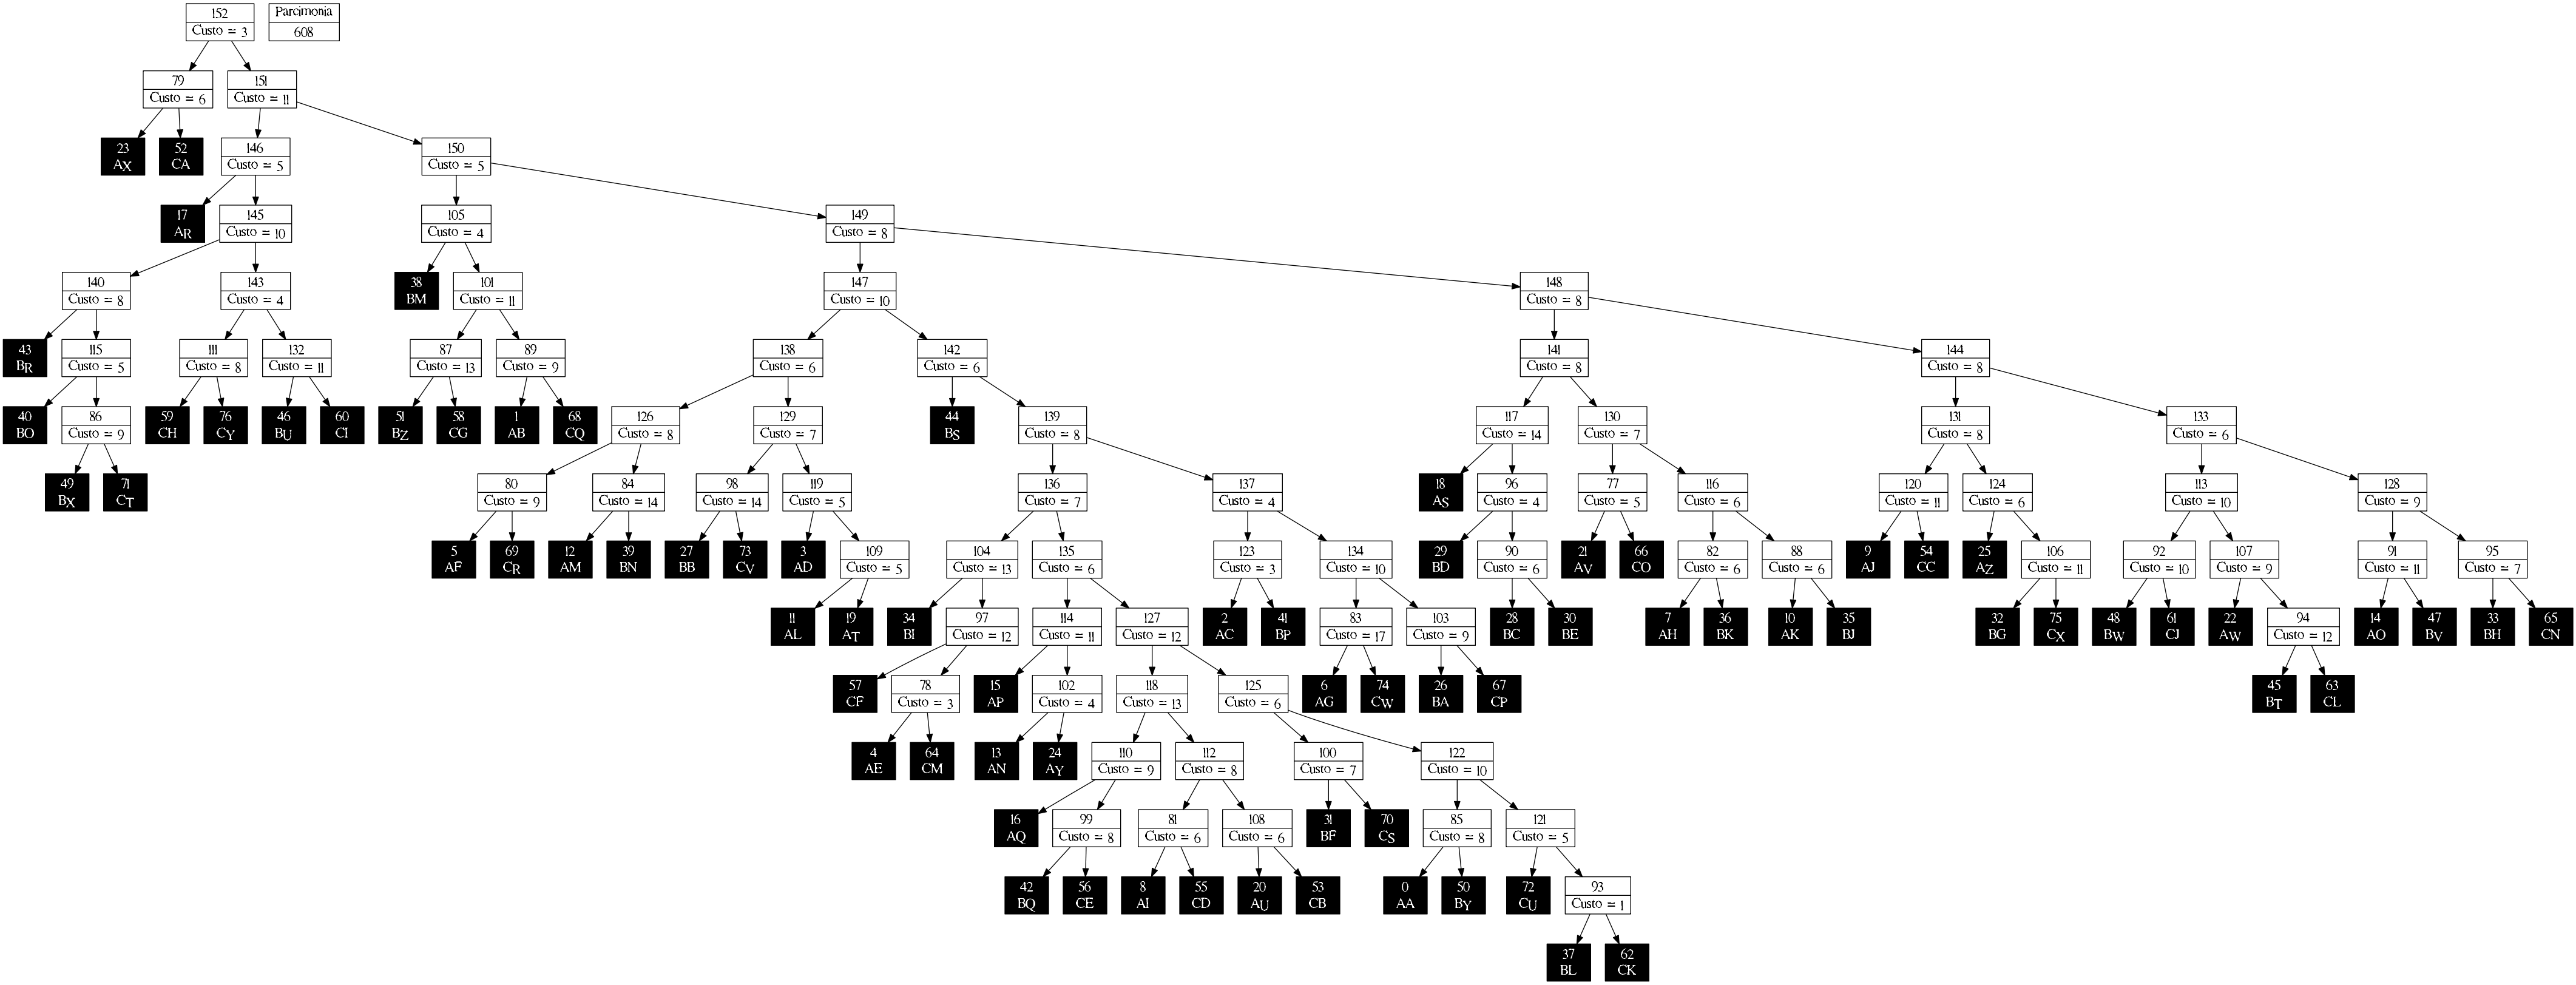 152
Custo = 3
Parcimonia
608
79
Custo = 6
151
Custo = 11
23
AX
52
CA
146
Custo = 5
150
Custo = 5
17
AR
145
Custo = 10
105
Custo = 4
149
Custo = 8
140
Custo = 8
143
Custo = 4
38
BM
101
Custo = 11
147
Custo = 10
148
Custo = 8
43
BR
115
Custo = 5
111
Custo = 8
132
Custo = 11
87
Custo = 13
89
Custo = 9
138
Custo = 6
142
Custo = 6
141
Custo = 8
144
Custo = 8
40
BO
86
Custo = 9
59
CH
76
CY
46
BU
60
CI
51
BZ
58
CG
1
AB
68
CQ
126
Custo = 8
129
Custo = 7
44
BS
139
Custo = 8
117
Custo = 14
130
Custo = 7
131
Custo = 8
133
Custo = 6
49
BX
71
CT
80
Custo = 9
84
Custo = 14
98
Custo = 14
119
Custo = 5
136
Custo = 7
137
Custo = 4
18
AS
96
Custo = 4
77
Custo = 5
116
Custo = 6
120
Custo = 11
124
Custo = 6
113
Custo = 10
128
Custo = 9
5
AF
69
CR
12
AM
39
BN
27
BB
73
CV
3
AD
109
Custo = 5
104
Custo = 13
135
Custo = 6
123
Custo = 3
134
Custo = 10
29
BD
90
Custo = 6
21
AV
66
CO
82
Custo = 6
88
Custo = 6
9
AJ
54
CC
25
AZ
106
Custo = 11
92
Custo = 10
107
Custo = 9
91
Custo = 11
95
Custo = 7
11
AL
19
AT
34
BI
97
Custo = 12
114
Custo = 11
127
Custo = 12
2
AC
41
BP
83
Custo = 17
103
Custo = 9
28
BC
30
BE
7
AH
36
BK
10
AK
35
BJ
32
BG
75
CX
48
BW
61
CJ
22
AW
94
Custo = 12
14
AO
47
BV
33
BH
65
CN
57
CF
78
Custo = 3
15
AP
102
Custo = 4
118
Custo = 13
125
Custo = 6
6
AG
74
CW
26
BA
67
CP
45
BT
63
CL
4
AE
64
CM
13
AN
24
AY
110
Custo = 9
112
Custo = 8
100
Custo = 7
122
Custo = 10
16
AQ
99
Custo = 8
81
Custo = 6
108
Custo = 6
31
BF
70
CS
85
Custo = 8
121
Custo = 5
42
BQ
56
CE
8
AI
55
CD
20
AU
53
CB
0
AA
50
BY
72
CU
93
Custo = 1
37
BL
62
CK